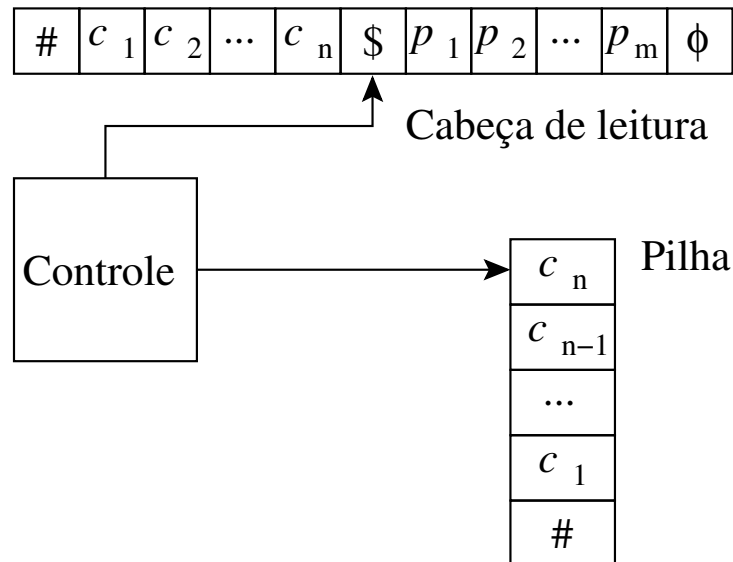 # c 1 c 2 ... c n $ p 1 p 2 ... p m ϕ
Cabeça de leitura
Controle
Pilha
c n
c n−1
...
c 1
#